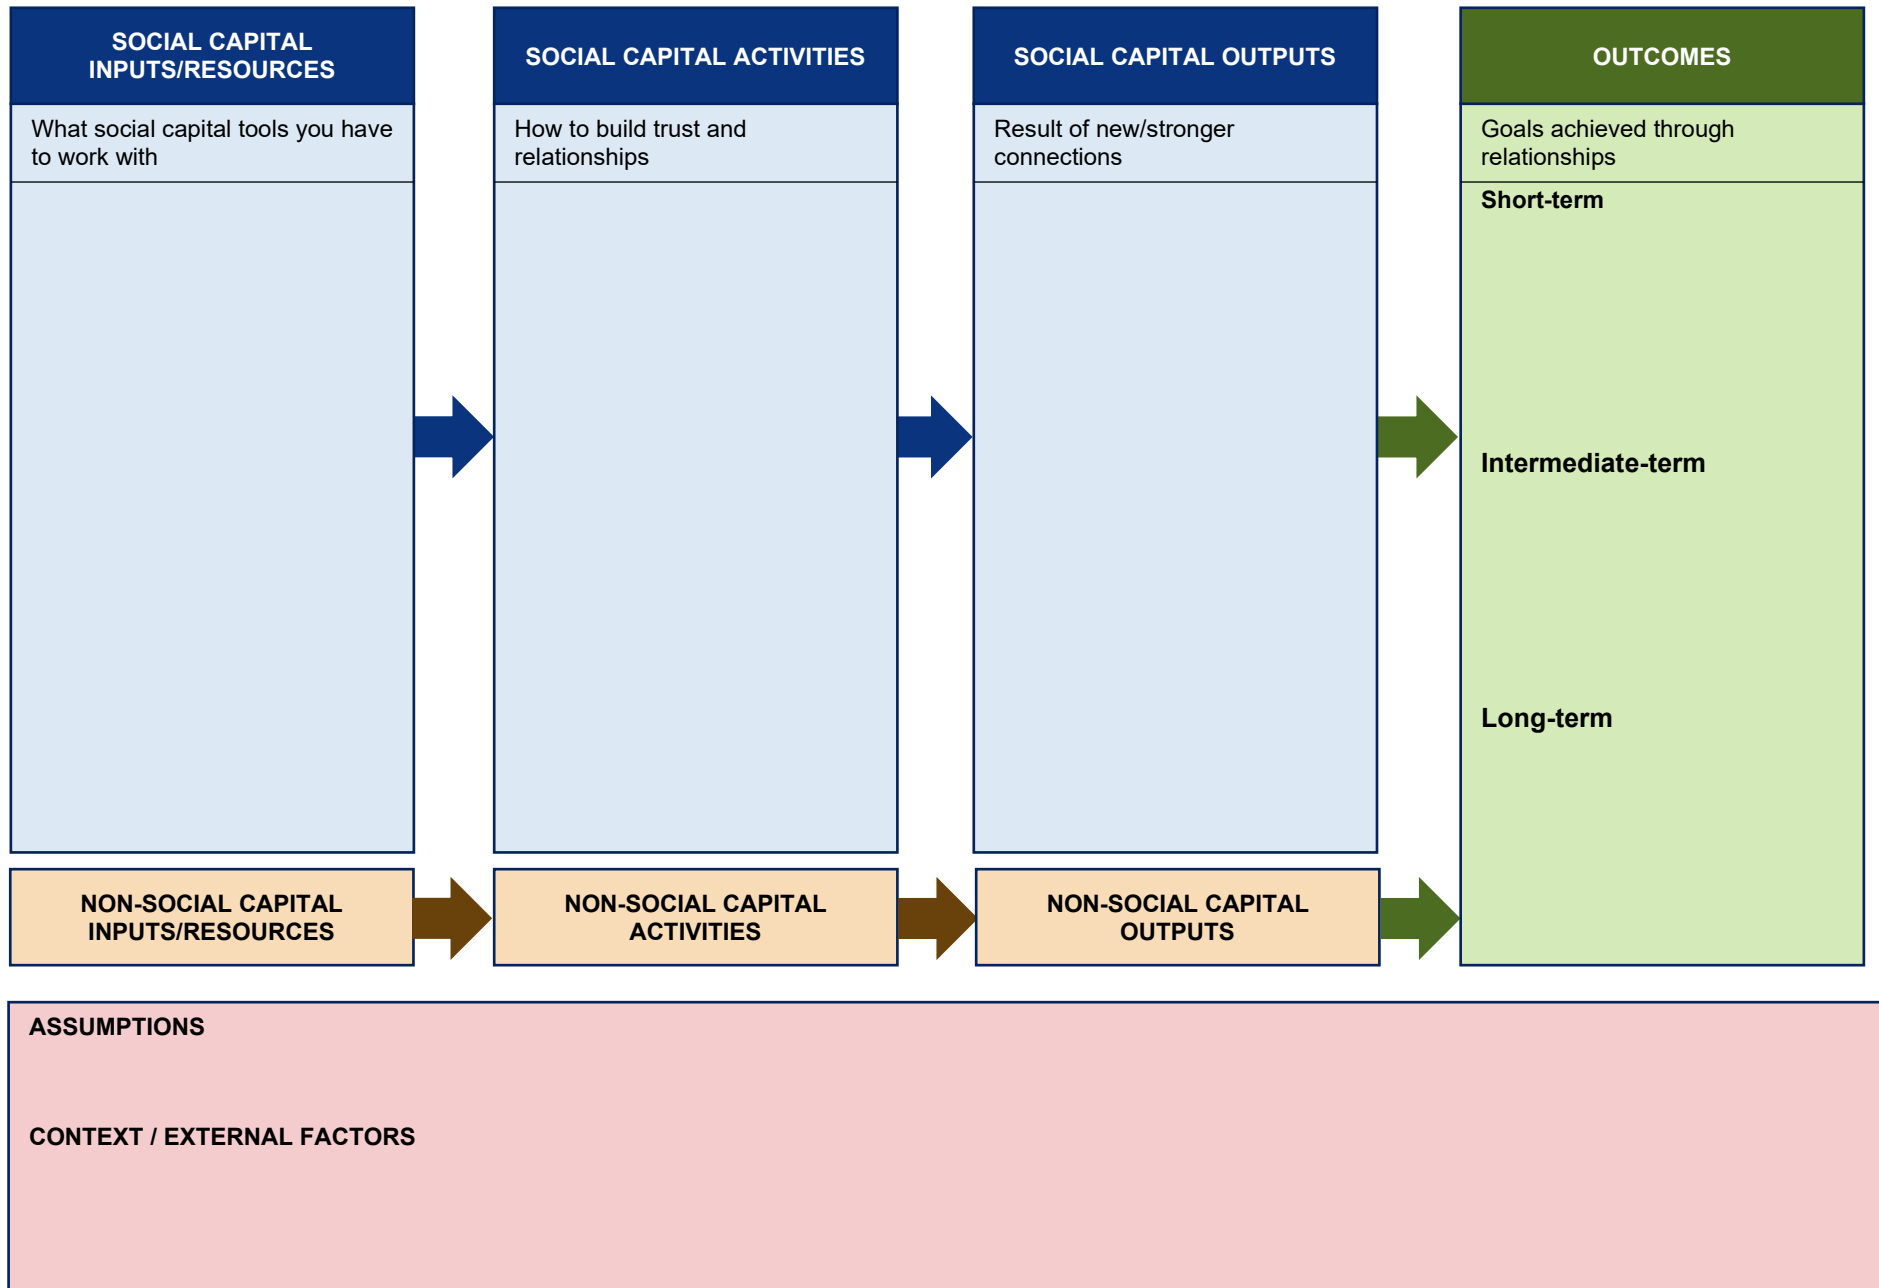 SOCIAL CAPITAL
INPUTS/RESOURCES
What social capital tools you have
to work with
SOCIAL CAPITAL ACTIVITIES
How to build trust and
relationships
SOCIAL CAPITAL OUTPUTS
Result of new/stronger
connections
OUTCOMES
Goals achieved through
relationships
Short-term
Intermediate-term
Long-term
NON-SOCIAL CAPITAL
INPUTS/RESOURCES
NON-SOCIAL CAPITAL
ACTIVITIES
NON-SOCIAL CAPITAL
OUTPUTS
ASSUMPTIONS
CONTEXT / EXTERNAL FACTORS